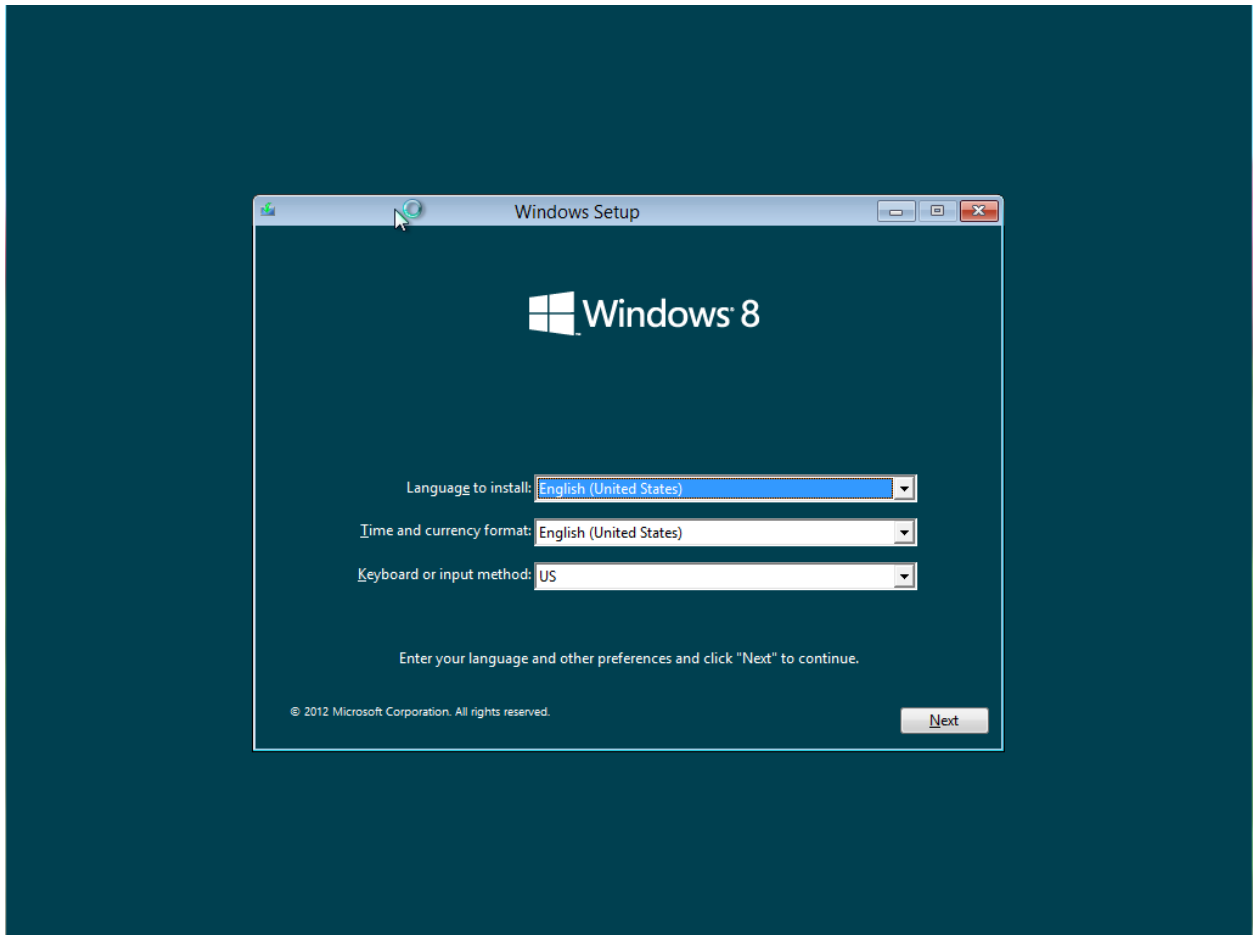 Windows Setup
Windows 8
Language to install: English (United States)
Time and currency format: English (United States)
Keyboard or input method: US
Enter your language and other preferences and click "Next" to continue.
© 2012 Microsoft Corporation. All rights reserved.
Next